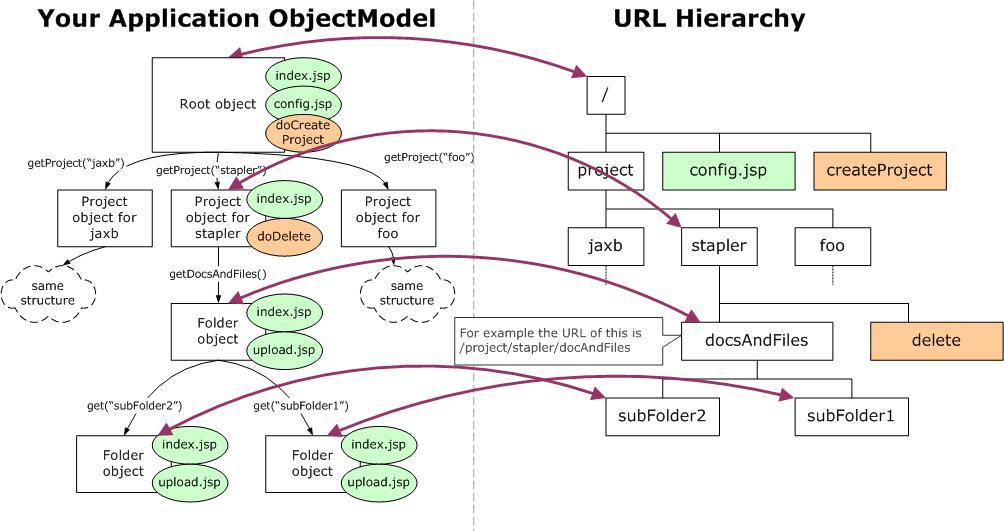 Your Application ObjectModel
URL Hierarchy
Root object
index.jsp
config.jsp
doCreate
Project
getProject("jaxb")
getProject("stapler")
getProject("foo")
Project
object for
jaxb
Project
object for
stapler
index.jsp
doDelete
Project
object for
foo
same
structure
getDocsAndFiles()
same
structure
Folder
object
index.jsp
upload.jsp
get("subFolder2")
get("subFolder1")
Folder
object
index.jsp
upload.jsp
Folder
object
index.jsp
upload.jsp
/
project
config.jsp
createProject
jaxb
stapler
foo
For example the URL of this is
/project/stapler/docAndFiles
docsAndFiles
delete
subFolder2
subFolder1